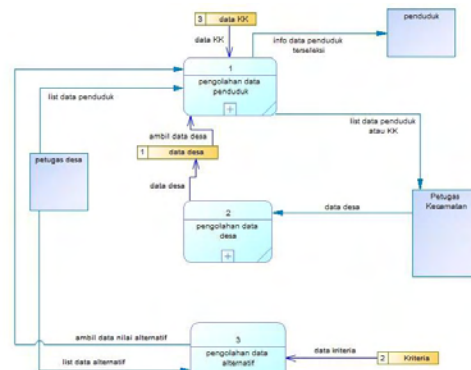 3 data KK
data KK
info data penduduk
terseleksi
penduduk
1
pengolahan data
penduduk
list data penduduk
ambil data desa
list data penduduk
atau KK
1 data desa
petugas desa
data desa
2
pengolahan data
desa
data desa
Petugas
Kecamatan
ambil data nilai alternatif
3
pengolahan data
alternatif
list data alternatif
data kriteria
2 Kriteria